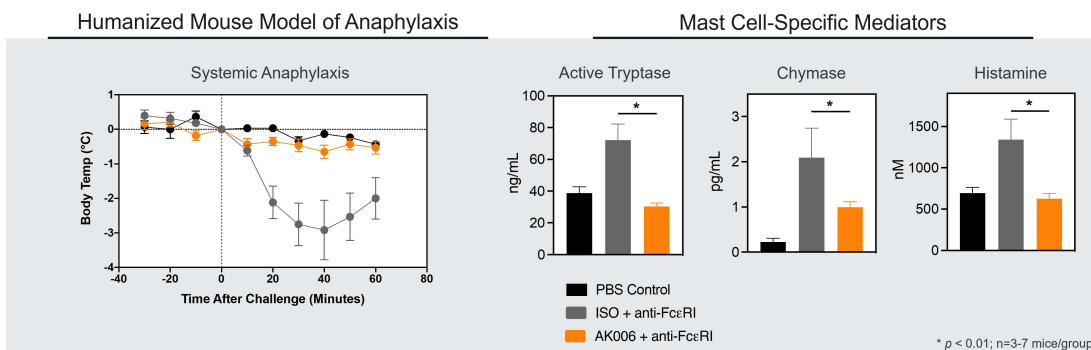 Humanized Mouse Model of Anaphylaxis
Mast Cell-Specific Mediators
Systemic Anaphylaxis
Body Temp (°C)
1
0
-1
-2
-3
-4
-40
-20
0
20
40
60
80
Time After Challenge (Minutes)
Active Tryptase
ng/mL
100
80
60
40
20
0
*
Chymase
pg/mL
3
2
1
0
*
Histamine
nM
1500
1000
500
0
*
PBS Control
ISO + anti-FcεRI
AK006 + anti-FcεRI
* p < 0.01; n=3-7 mice/group